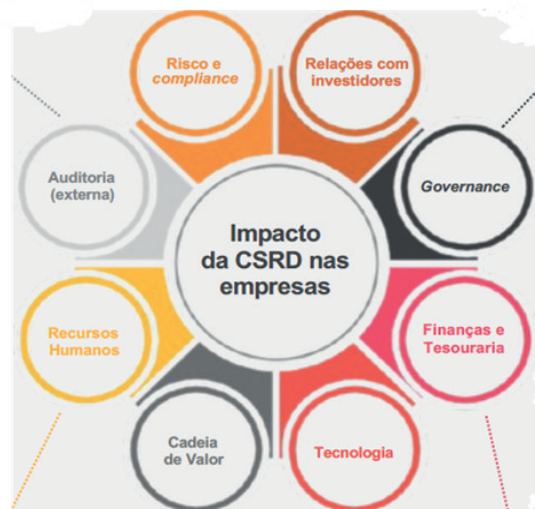 Risco e
compliance
Relações com
investidores
Auditoria
(externa)
Governance
Impacto
da CSRD nas
empresas
Recursos
Humanos
Finanças e
Tesouraria
Cadeia
de Valor
Tecnologia